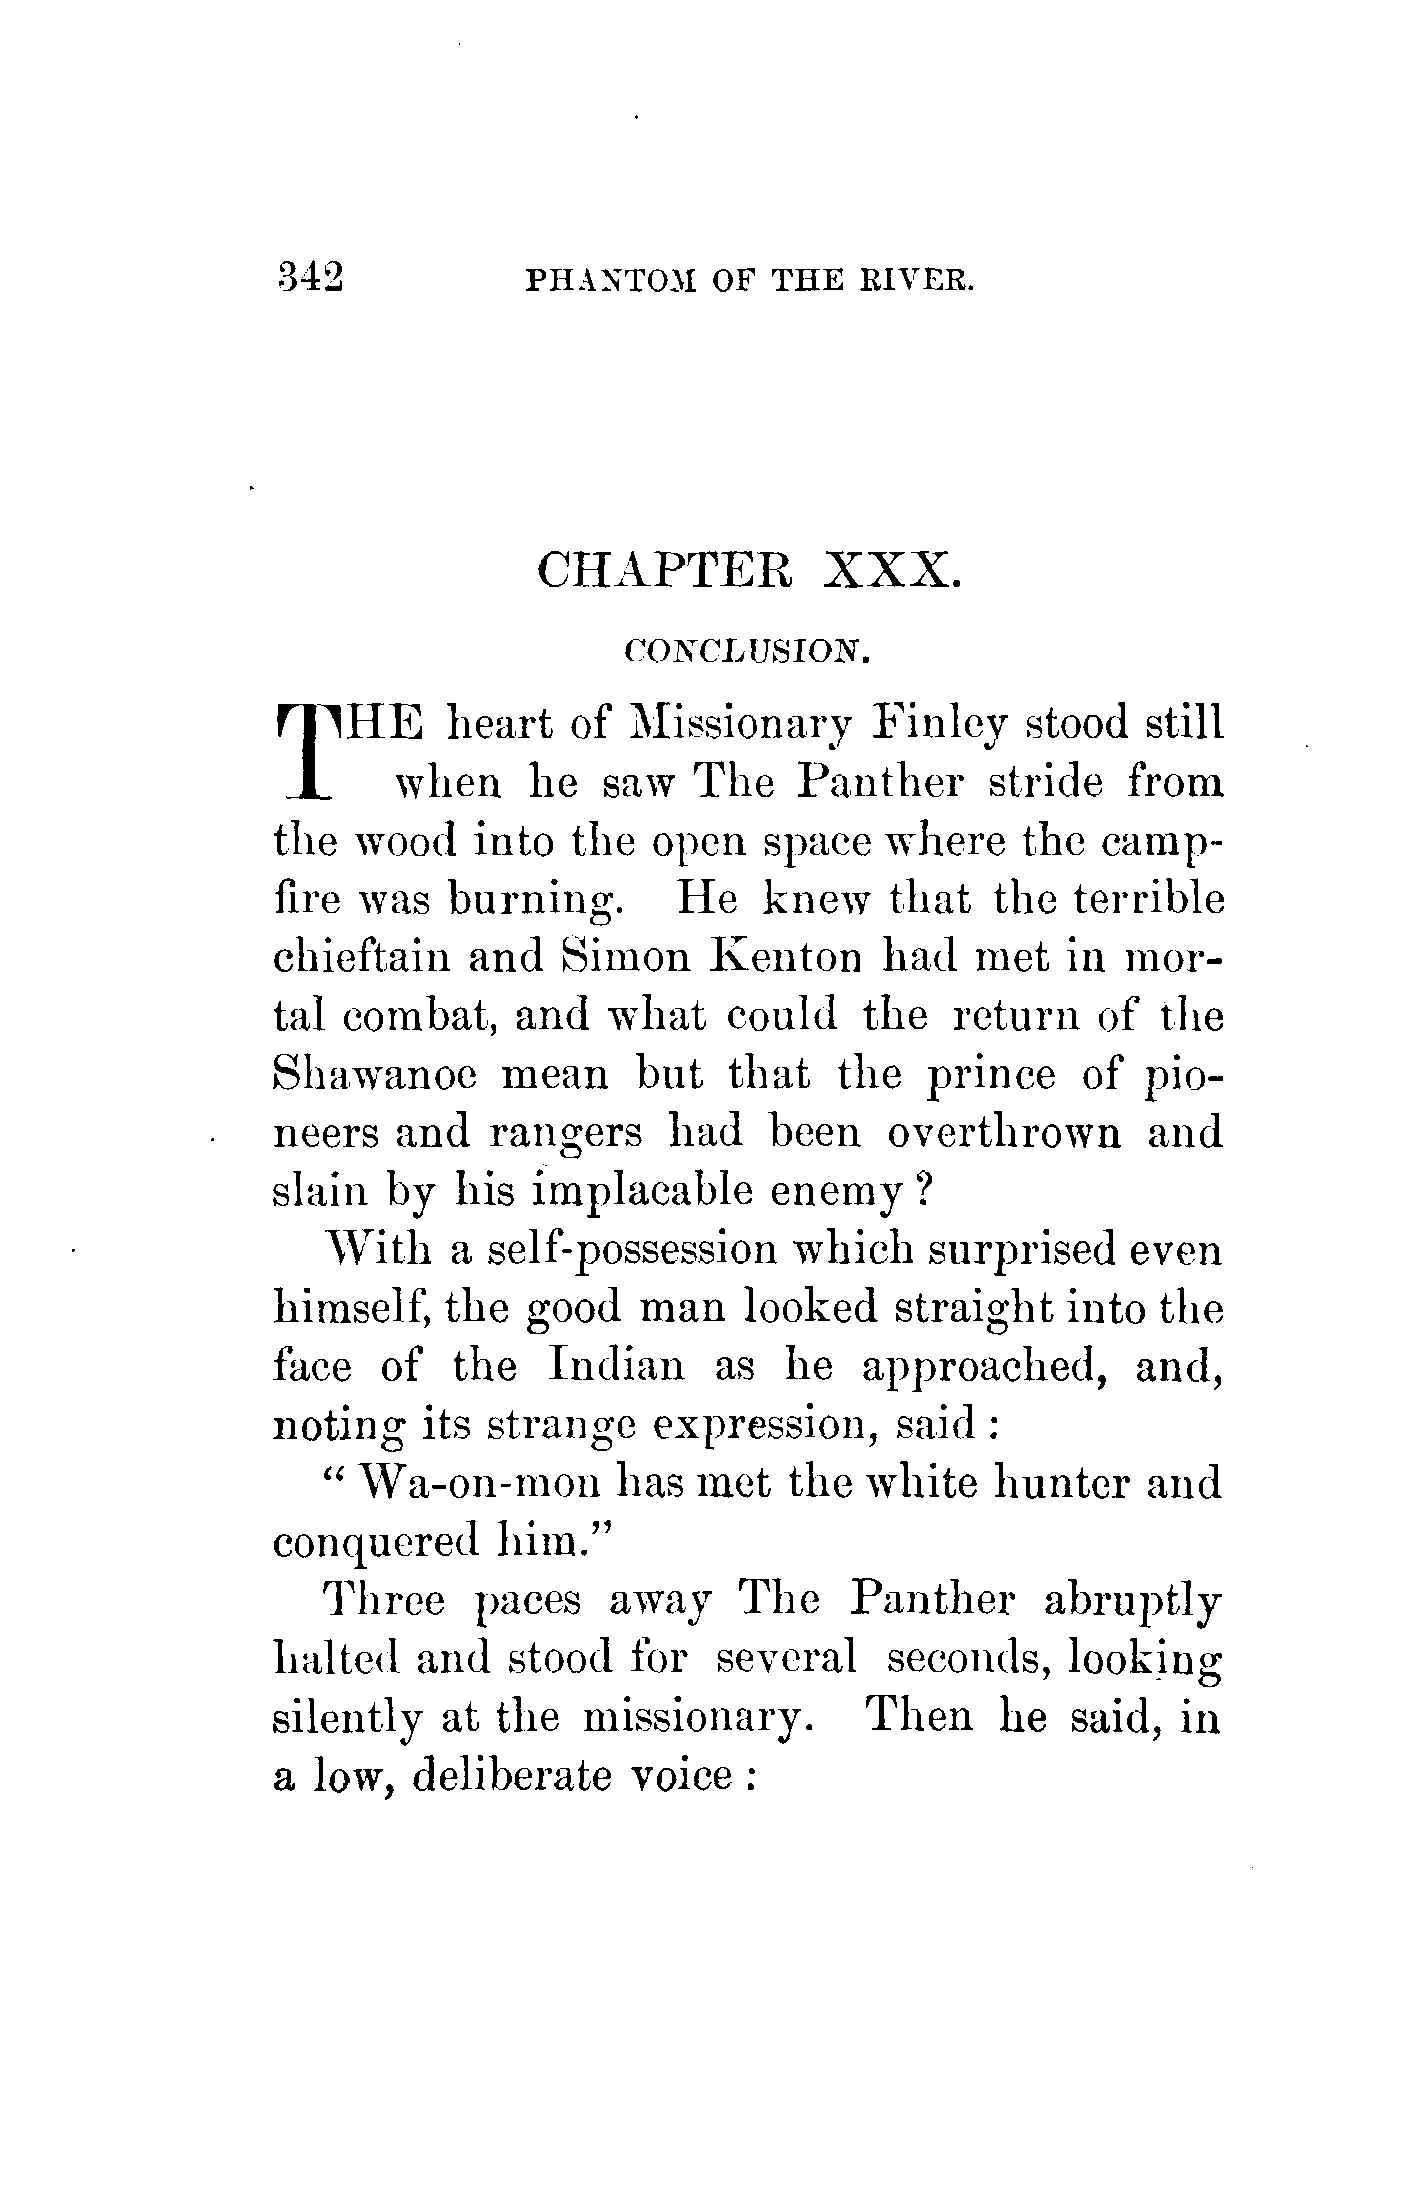 342 PHANTOM OF THE RIVER.
CHAPTER XXX.
CONCLUSION.
THE heart of Missionary Finley stood still
when he saw The Panther stride from
the wood into the open space where the camp-
fire was burning. He knew that the terrible
chieftain and Simon Kenton had met in mor-
tal combat, and what could the return of the
Shawanoe mean but that the prince of pio-
neers and rangers had been overthrown and
slain by his implacable enemy ?
With a self-possession which surprised even
himself, the good man looked straight into the
face of the Indian as he approached, and,
noting its strange expression, said :
“ Wa-on-mon has met the white hunter and
conquered him.”
Three paces away The Panther abruptly
halted and stood for several seconds, looking
silently at the missionary. Then he said, in
a low, deliberate voice :